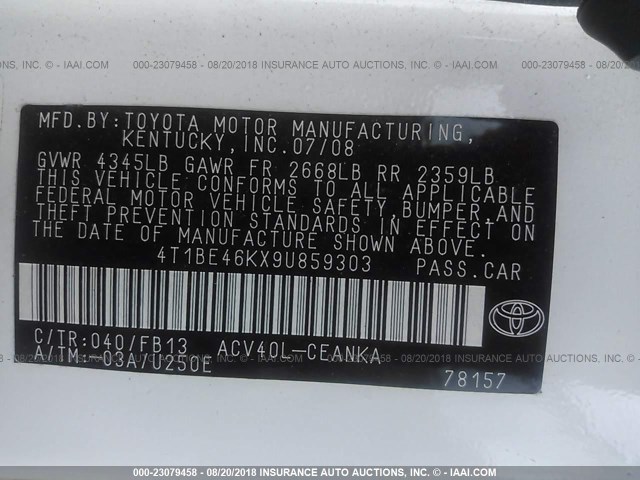 INSURANCE AUTO AUCTIONS, INC. - IAAI.COM 000-23079458 - 08/20/2018 INSURANCE AUTO AUCTIONS, INC. - IAAI.COM 000-23079458 - 08/20/2018
MFD.BY:TOYOTA MOTOR MANUFACTURING,
KENTUCKY,INC.07/08
GVWR 4345LB GAWR FR 2668LB RR 2359LB
THIS VEHICLE CONFORMS TO ALL APPLICABLE
FEDERAL MOTOR VEHICLE SAFETY, BUMPER,AND
THEFT PREVENTION STANDARDS IN EFFECT ON
THE DATE OF MANUFACTURE SHOWN ABOVE.
4T1BE46KX9U859303 PASS.CAR
C/TR:040/FB13 ACV40L-CEANKA
A/TM:-03A/U250E
78157
000-23079458 - 08/20/2018 INSURANCE AUTO AUCTIONS, INC. - IAAI.COM